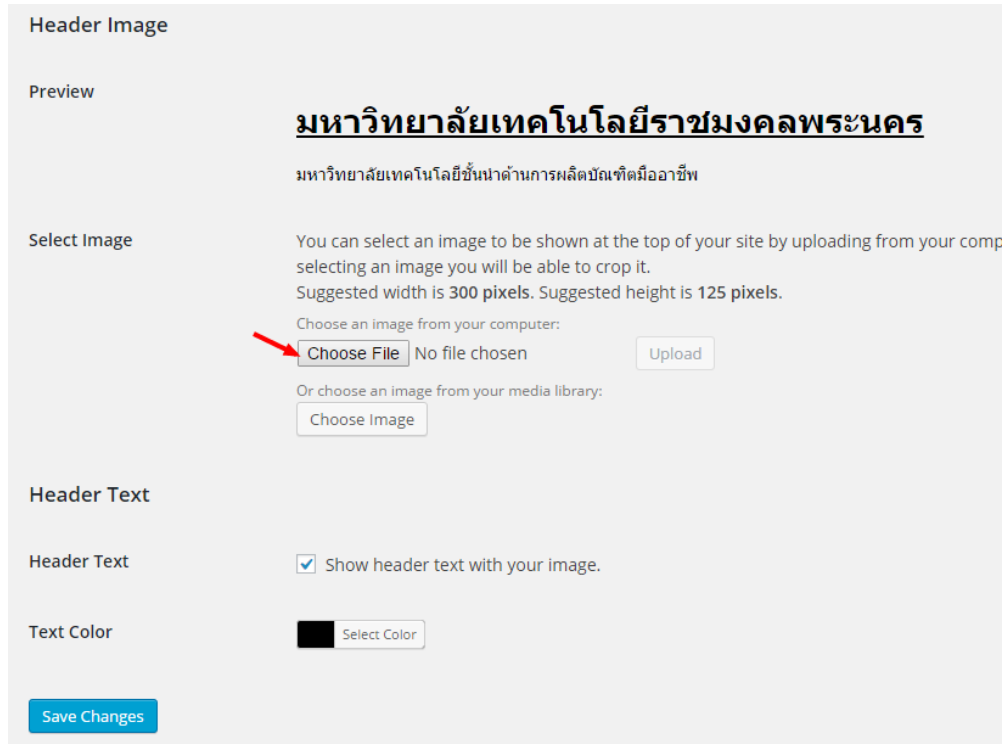 Header Image
Preview
มหาวิทยาลัยเทคโนโลยีราชมงคลพระนคร
มหาวิทยาลัยเทคโนโลยีชั้นนำด้านการผลิตบัณฑิตมืออาชีพ
Select Image
You can select an image to be shown at the top of your site by uploading from your comp
selecting an image you will be able to crop it.
Suggested width is 300 pixels. Suggested height is 125 pixels.
Choose an image from your computer:
Choose File No file chosen Upload
Or choose an image from your media library:
Choose Image
Header Text
Header Text
Show header text with your image.
Text Color
Select Color
Save Changes